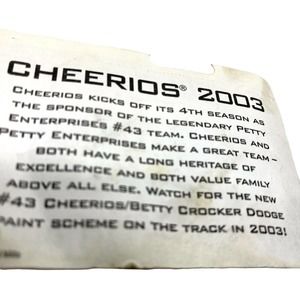 CHEERIOS® 2003
CHEERIOS KICKS OFF ITS 4TH SEASON AS
THE SPONSOR OF THE LEGENDARY PETTY
ENTERPRISES #43 TEAM. CHEERIOS AND
PETTY ENTERPRISES MAKE A GREAT TEAM –
BOTH HAVE A LONG HERITAGE OF
EXCELLENCE AND BOTH VALUE FAMILY
ABOVE ALL ELSE. WATCH FOR THE NEW
#43 CHEERIOS/BETTY CROCKER DODGE
PAINT SCHEME ON THE TRACK IN 2003!